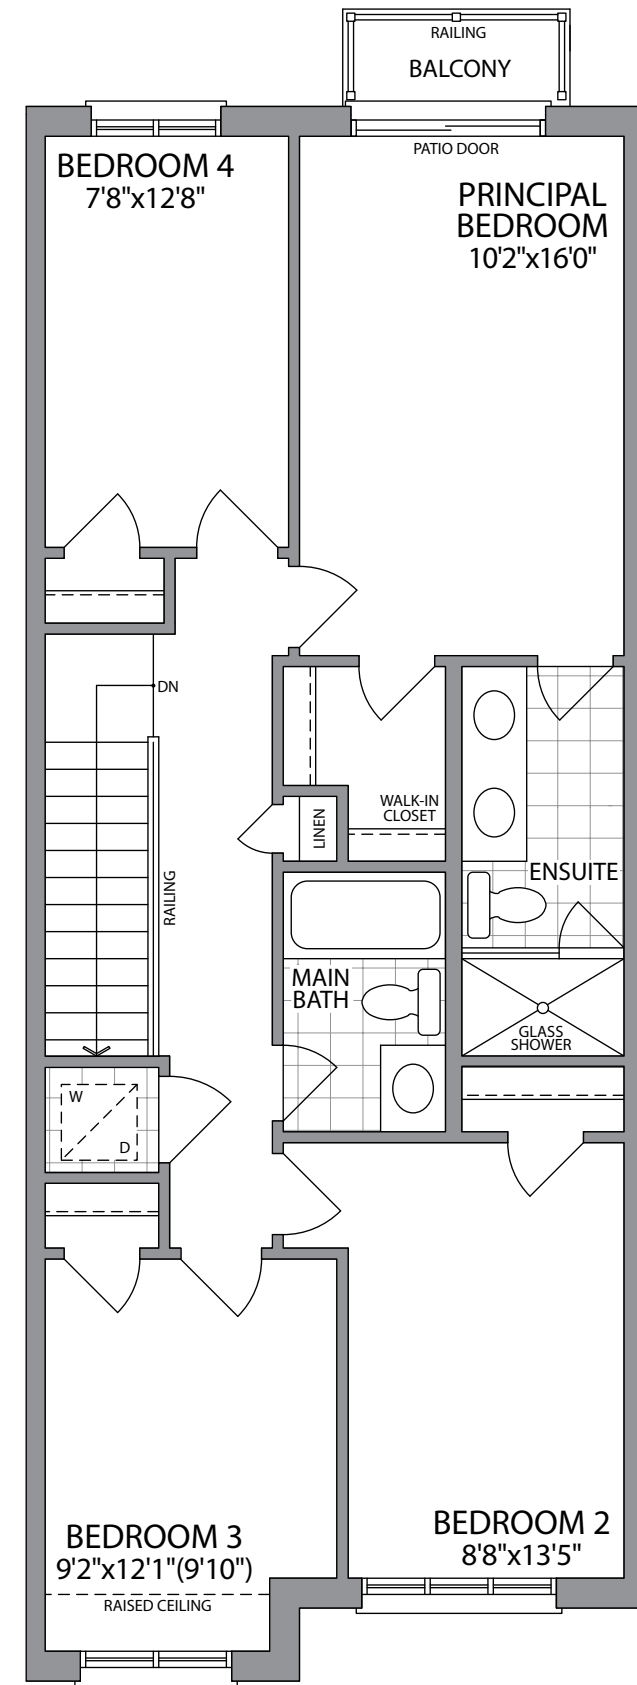 RAILING
BALCONY
PATIO DOOR
BEDROOM 4
7'8"x12'8"
PRINCIPAL
BEDROOM
10'2"x16'0"
DN
WALK-IN
CLOSET
LINEN
RAILING
ENSUITE
MAIN
BATH
GLASS
SHOWER
W
D
BEDROOM 3
9'2"x12'1"(9'10")
RAISED CEILING
BEDROOM 2
8'8"x13'5"